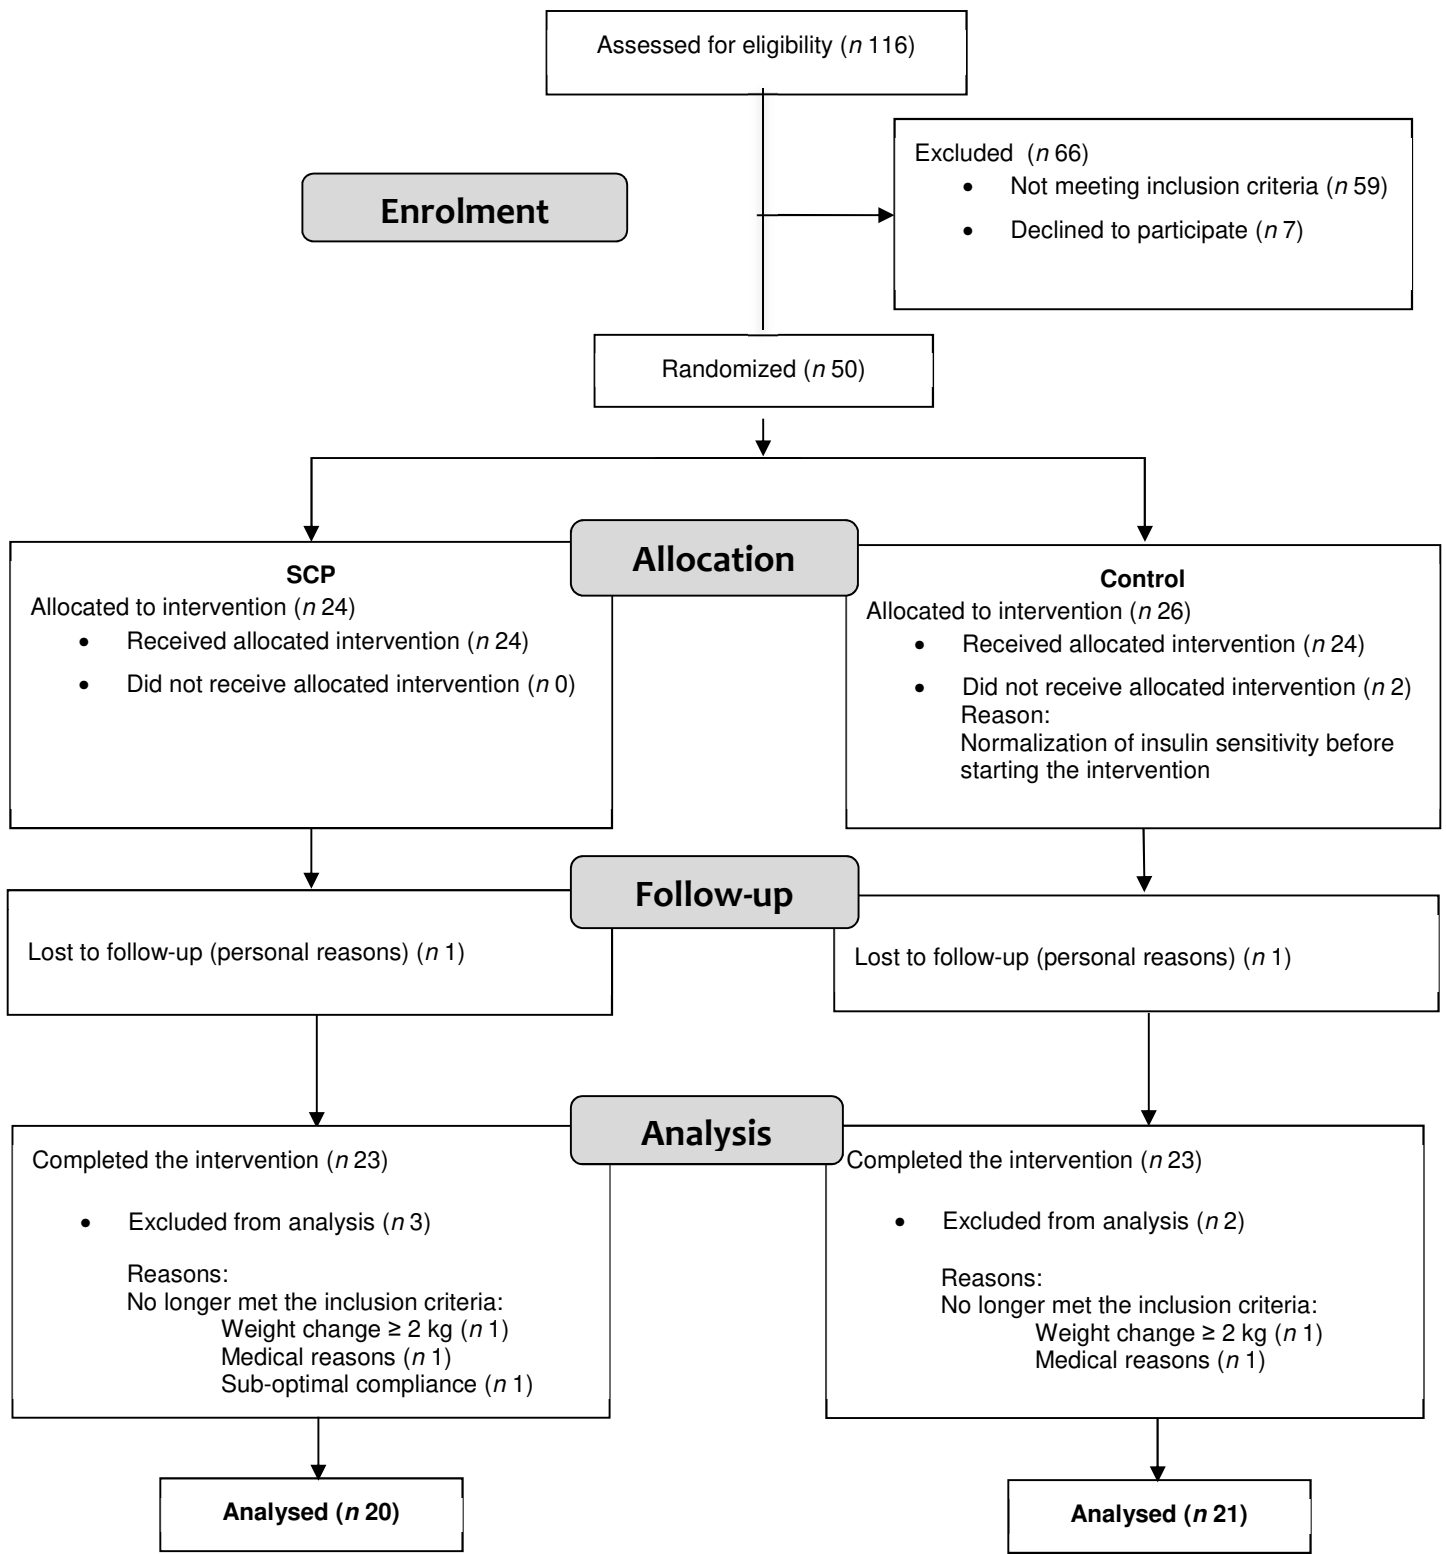 Assessed for eligibility (n 116)
Excluded (n 66)
• Not meeting inclusion criteria (n 59)
• Declined to participate (n 7)
Enrolment
Randomized (n 50)
Allocation
SCP
Allocated to intervention (n 24)
• Received allocated intervention (n 24)
• Did not receive allocated intervention (n 0)
Control
Allocated to intervention (n 26)
• Received allocated intervention (n 24)
• Did not receive allocated intervention (n 2)
Reason:
Normalization of insulin sensitivity before
starting the intervention
Follow-up
Lost to follow-up (personal reasons) (n 1)
Lost to follow-up (personal reasons) (n 1)
Analysis
Completed the intervention (n 23)
• Excluded from analysis (n 3)
Reasons:
No longer met the inclusion criteria:
Weight change ≥ 2 kg (n 1)
Medical reasons (n 1)
Sub-optimal compliance (n 1)
Completed the intervention (n 23)
• Excluded from analysis (n 2)
Reasons:
No longer met the inclusion criteria:
Weight change ≥ 2 kg (n 1)
Medical reasons (n 1)
Analysed (n 20)
Analysed (n 21)